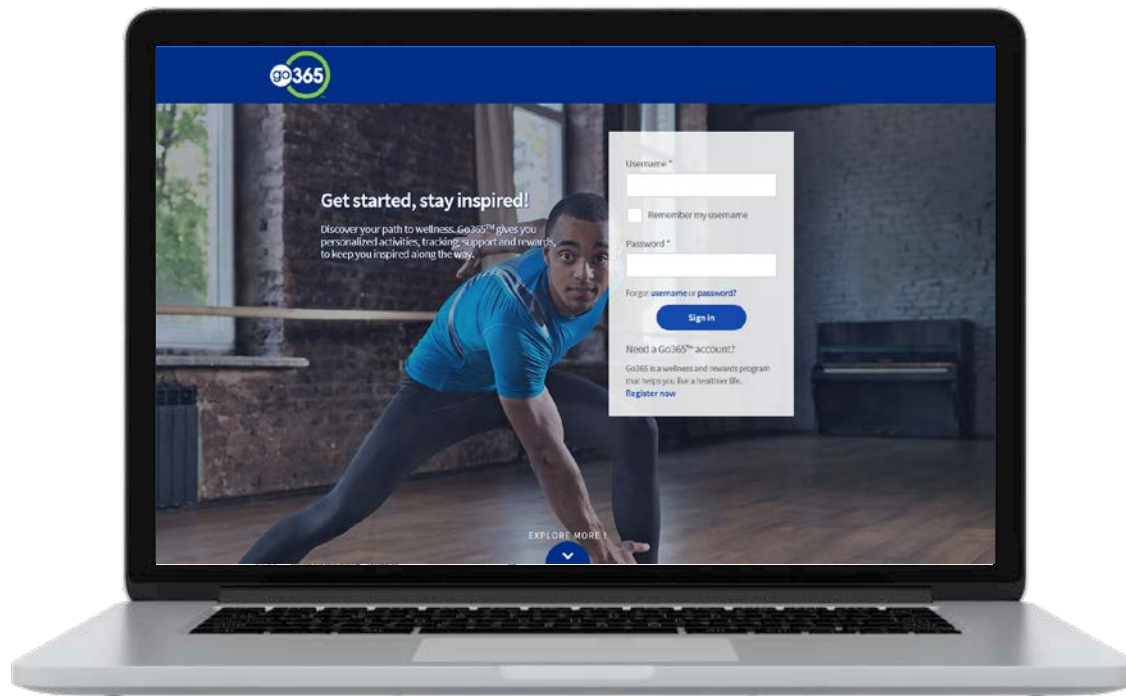 go365
Get started, stay inspired!
Discover your path to wellness. Go365™ gives you
personalized activities, tracking, support and rewards,
to keep you inspired along the way.
Username *
Remember my username
Password *
Forgot username or password?
Sign in
Need a Go365™ account?
Go365 is a wellness and rewards program
that helps you live a healthier life.
Register now
EXPLORE MORE !